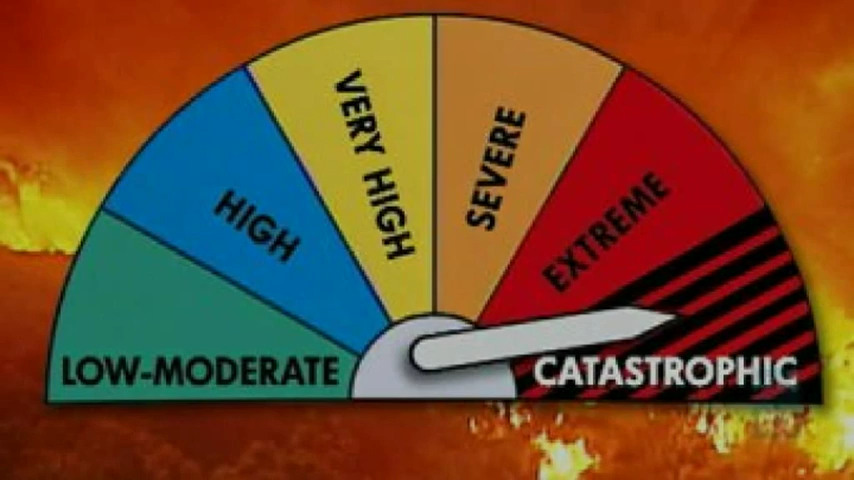 LOW-MODERATE
HIGH
VERY HIGH
SEVERE
EXTREME
CATASTROPHIC